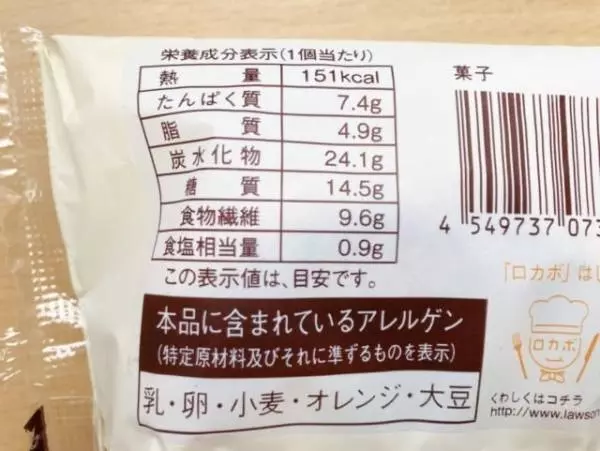 栄養成分表示(1個当たり)
熱量 151kcal
たんぱく質 7.4g
脂質 4.9g
炭水化物 24.1g
糖質 14.5g
食物繊維 9.6g
食塩相当量 0.9g
この表示値は、目安です。
本品に含まれているアレルゲン
(特定原材料及びそれに準ずるものを表示)
乳・卵・小麦・オレンジ・大豆
菓子
4 549737 073
「ロカボ」はし
ロカボ
くわしくはコチラ
http://www.lawso